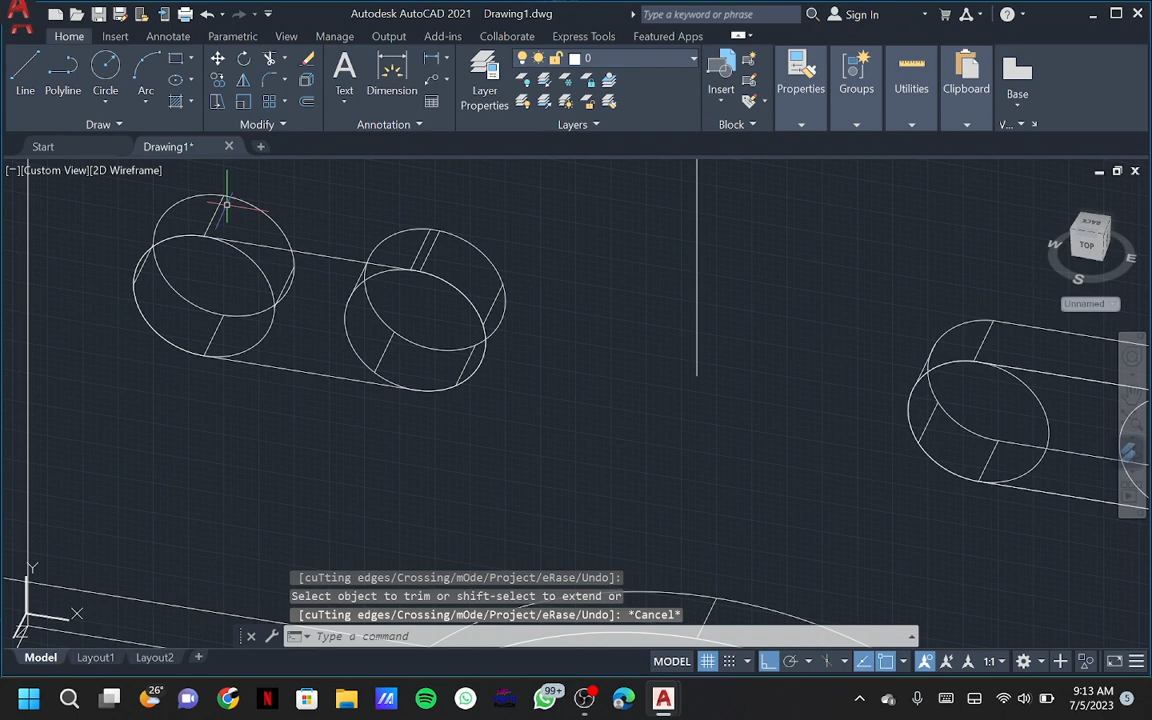 Autodesk AutoCAD 2021 Drawing1.dwg Type a keyword or phrase Sign In
Home Insert Annotate Parametric View Manage Output Add-ins Collaborate Express Tools Featured Apps
0
Line Polyline Circle Arc Text Dimension Layer Properties Insert Properties Groups Utilities Clipboard Base
Draw Modify Annotation Layers Block V...
Start Drawing1*
[−][Custom View][2D Wireframe]
BACK
W TOP E
S
Unnamed
[cuTting edges/Crossing/mOde/Project/eRase/Undo]:
Select object to trim or shift-select to extend or
[cuTting edges/Crossing/mOde/Project/eRase/Undo]: *Cancel*
Y
X
Z
Type a command
Model Layout1 Layout2
MODEL 1:1
26°
99+
9:13 AM
7/5/2023
5